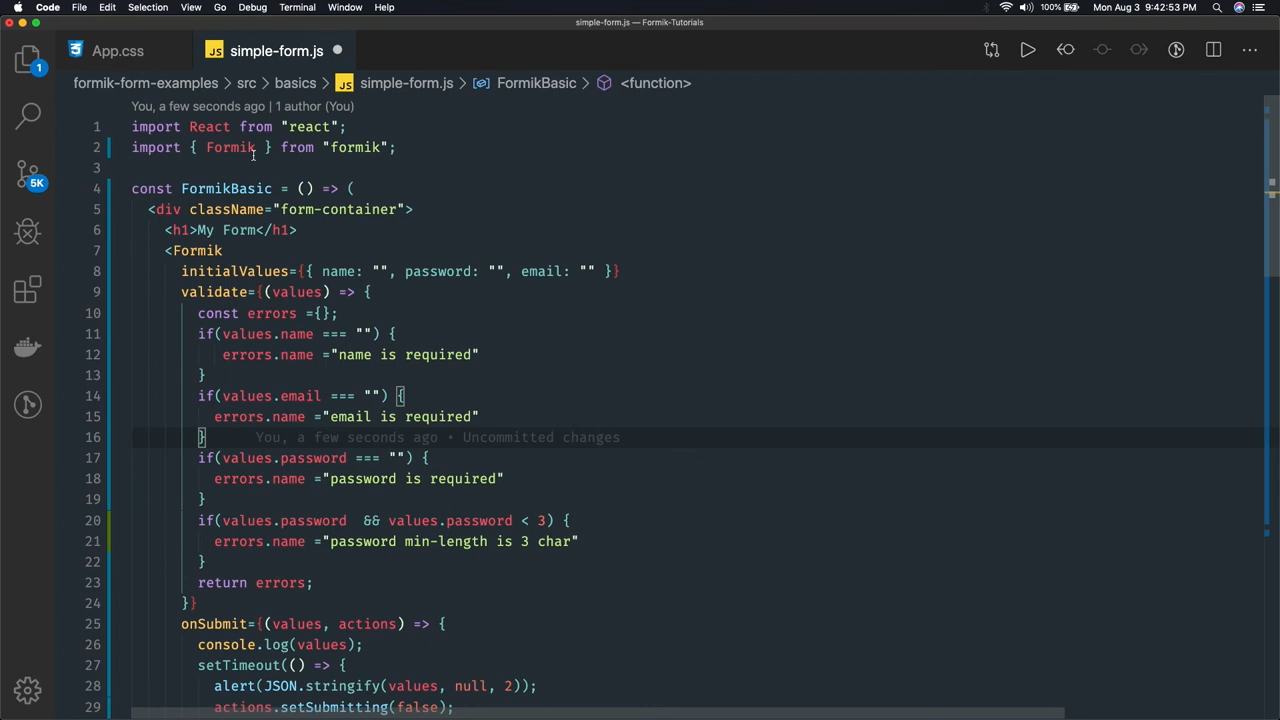 Code File Edit Selection View Go Debug Terminal Window Help 100% Mon Aug 3 9:42:53 PM
simple-form.js — Formik-Tutorials
App.css JS simple-form.js
formik-form-examples > src > basics > JS simple-form.js > FormikBasic > <function>
You, a few seconds ago | 1 author (You)
1 import React from "react";
2 import { Formik } from "formik";
3
4 const FormikBasic = () => (
5 <div className="form-container">
6 <h1>My Form</h1>
7 <Formik
8 initialValues={{ name: "", password: "", email: "" }}
9 validate={(values) => {
10 const errors ={};
11 if(values.name === "") {
12 errors.name ="name is required"
13 }
14 if(values.email === "") {
15 errors.name ="email is required"
16 } You, a few seconds ago • Uncommitted changes
17 if(values.password === "") {
18 errors.name ="password is required"
19 }
20 if(values.password  && values.password < 3) {
21 errors.name ="password min-length is 3 char"
22 }
23 return errors;
24 }}
25 onSubmit={(values, actions) => {
26 console.log(values);
27 setTimeout(() => {
28 alert(JSON.stringify(values, null, 2));
29 actions.setSubmitting(false);
1
5K